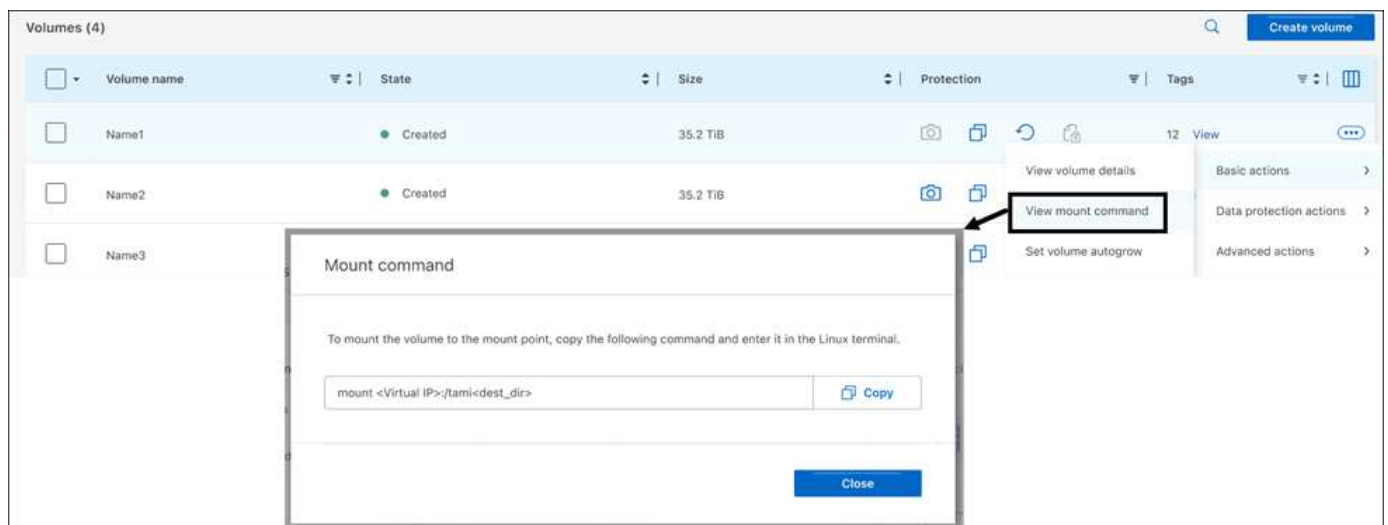 Volumes (4)
Create volume
Volume name State Size Protection Tags
Name1 Created 35.2 TiB 12 View
View volume details Basic actions
Name2 Created 35.2 TiB
View mount command Data protection actions
Name3 Set volume autogrow Advanced actions
Mount command
To mount the volume to the mount point, copy the following command and enter it in the Linux terminal.
mount <Virtual IP>:/tami<dest_dir> Copy
Close